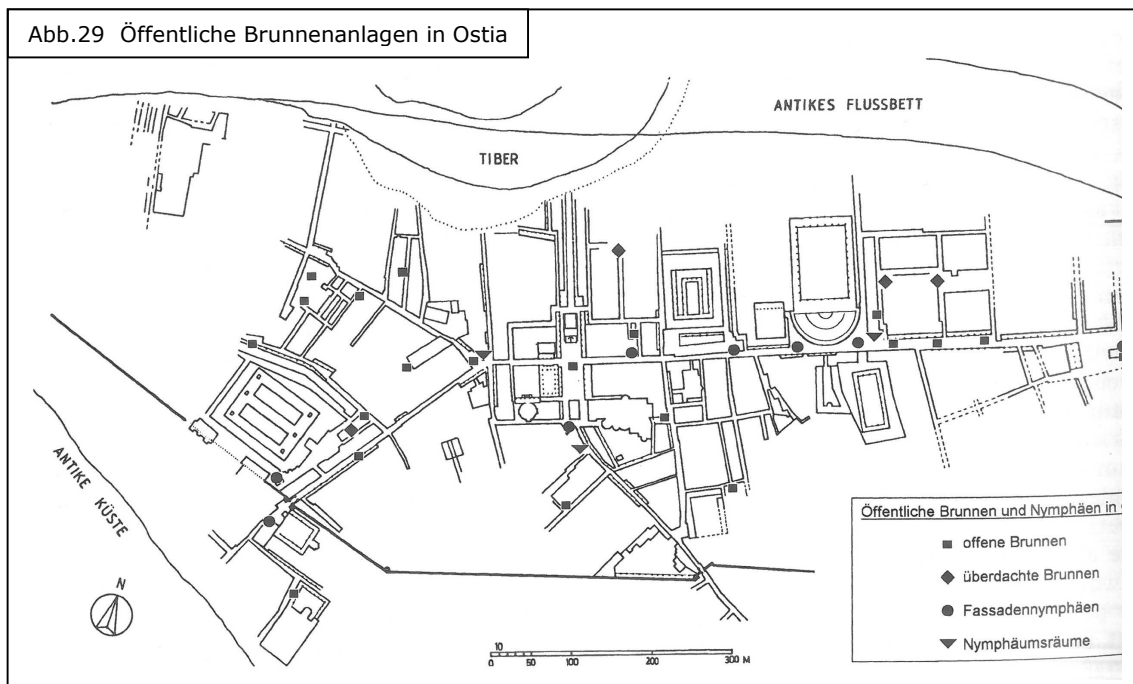 Abb.29 Öffentliche Brunnenanlagen in Ostia
ANTIKES FLUSSBETT
TIBER
ANTIKE KÜSTE
N
Öffentliche Brunnen und Nymphäen in
offene Brunnen
überdachte Brunnen
Fassadennymphäen
Nymphäumsräume
10
0 50 100 200 300 M